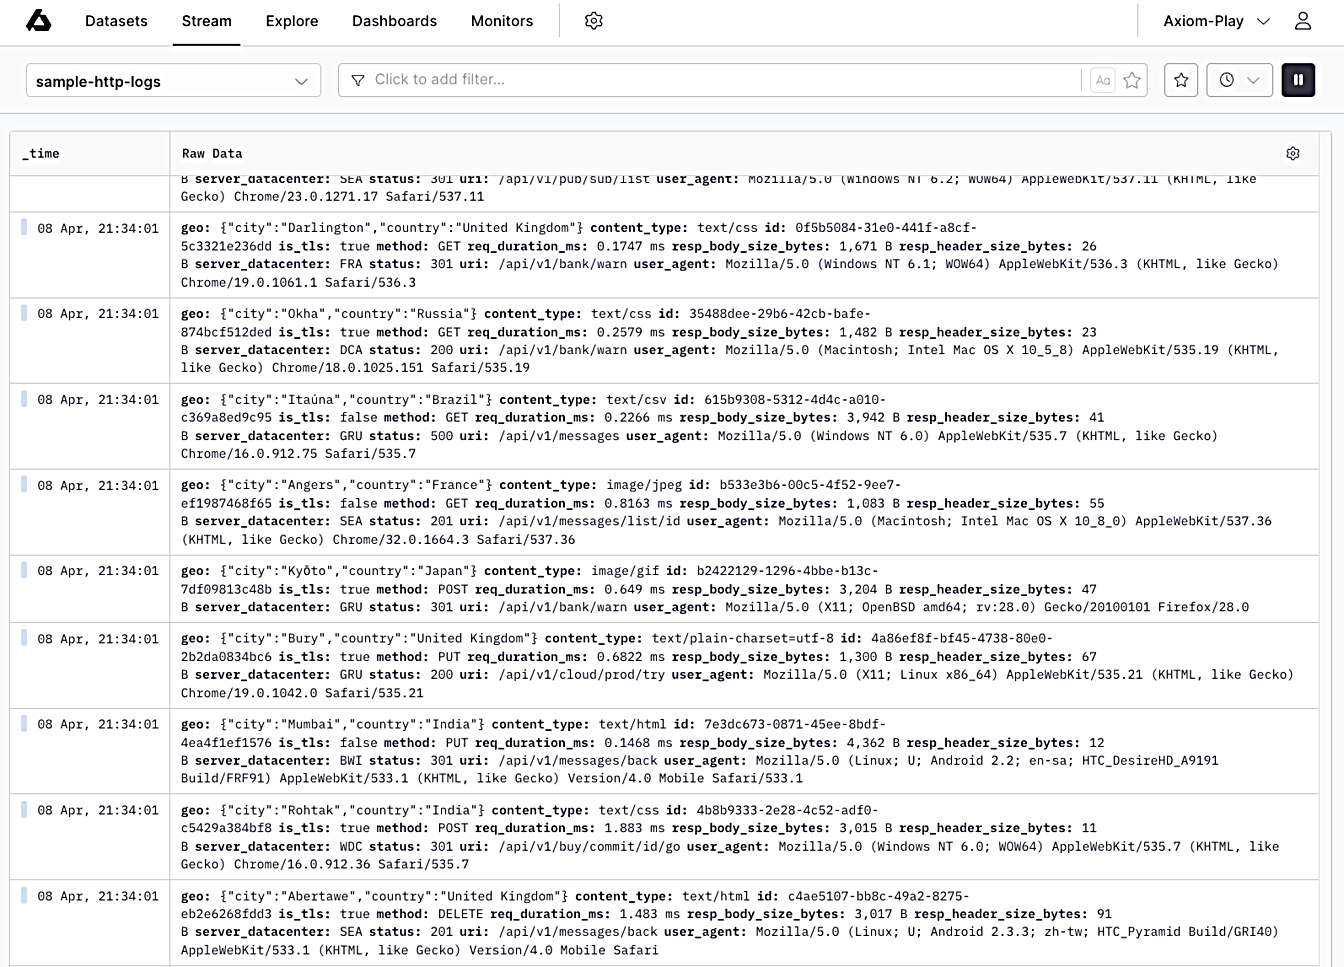 Datasets Stream Explore Dashboards Monitors Axiom-Play
sample-http-logs Click to add filter... Aa
_time Raw Data
B server_datacenter: SEA status: 301 uri: /api/v1/pub/sub/list user_agent: Mozilla/5.0 (Windows NT 6.2; WOW64) AppleWebKit/537.11 (KHTML, like
Gecko) Chrome/23.0.1271.17 Safari/537.11
08 Apr, 21:34:01 geo: {"city":"Darlington","country":"United Kingdom"} content_type: text/css id: 0f5b5084-31e0-441f-a8cf-
5c3321e236dd is_tls: true method: GET req_duration_ms: 0.1747 ms resp_body_size_bytes: 1,671 B resp_header_size_bytes: 26
B server_datacenter: FRA status: 301 uri: /api/v1/bank/warn user_agent: Mozilla/5.0 (Windows NT 6.1; WOW64) AppleWebKit/536.3 (KHTML, like Gecko)
Chrome/19.0.1061.1 Safari/536.3
08 Apr, 21:34:01 geo: {"city":"Okha","country":"Russia"} content_type: text/css id: 35488dee-29b6-42cb-bafe-
874bcf512ded is_tls: true method: GET req_duration_ms: 0.2579 ms resp_body_size_bytes: 1,482 B resp_header_size_bytes: 23
B server_datacenter: DCA status: 200 uri: /api/v1/bank/warn user_agent: Mozilla/5.0 (Macintosh; Intel Mac OS X 10_5_8) AppleWebKit/535.19 (KHTML,
like Gecko) Chrome/18.0.1025.151 Safari/535.19
08 Apr, 21:34:01 geo: {"city":"Itaúna","country":"Brazil"} content_type: text/csv id: 615b9308-5312-4d4c-a010-
c369a8ed9c95 is_tls: false method: GET req_duration_ms: 0.2266 ms resp_body_size_bytes: 3,942 B resp_header_size_bytes: 41
B server_datacenter: GRU status: 500 uri: /api/v1/messages user_agent: Mozilla/5.0 (Windows NT 6.0) AppleWebKit/535.7 (KHTML, like Gecko)
Chrome/16.0.912.75 Safari/535.7
08 Apr, 21:34:01 geo: {"city":"Angers","country":"France"} content_type: image/jpeg id: b533e3b6-00c5-4f52-9ee7-
ef1987468f65 is_tls: false method: GET req_duration_ms: 0.8163 ms resp_body_size_bytes: 1,083 B resp_header_size_bytes: 55
B server_datacenter: SEA status: 201 uri: /api/v1/messages/list/id user_agent: Mozilla/5.0 (Macintosh; Intel Mac OS X 10_8_0) AppleWebKit/537.36
(KHTML, like Gecko) Chrome/32.0.1664.3 Safari/537.36
08 Apr, 21:34:01 geo: {"city":"Kyōto","country":"Japan"} content_type: image/gif id: b2422129-1296-4bbe-b13c-
7df09813c48b is_tls: true method: POST req_duration_ms: 0.649 ms resp_body_size_bytes: 3,204 B resp_header_size_bytes: 47
B server_datacenter: GRU status: 301 uri: /api/v1/bank/warn user_agent: Mozilla/5.0 (X11; OpenBSD amd64; rv:28.0) Gecko/20100101 Firefox/28.0
08 Apr, 21:34:01 geo: {"city":"Bury","country":"United Kingdom"} content_type: text/plain-charset=utf-8 id: 4a86ef8f-bf45-4738-80e0-
2b2da0834bc6 is_tls: true method: PUT req_duration_ms: 0.6822 ms resp_body_size_bytes: 1,300 B resp_header_size_bytes: 67
B server_datacenter: GRU status: 200 uri: /api/v1/cloud/prod/try user_agent: Mozilla/5.0 (X11; Linux x86_64) AppleWebKit/535.21 (KHTML, like Gecko)
Chrome/19.0.1042.0 Safari/535.21
08 Apr, 21:34:01 geo: {"city":"Mumbai","country":"India"} content_type: text/html id: 7e3dc673-0871-45ee-8bdf-
4ea4f1ef1576 is_tls: false method: PUT req_duration_ms: 0.1468 ms resp_body_size_bytes: 4,362 B resp_header_size_bytes: 12
B server_datacenter: BWI status: 301 uri: /api/v1/messages/back user_agent: Mozilla/5.0 (Linux; U; Android 2.2; en-sa; HTC_DesireHD_A9191
Build/FRF91) AppleWebKit/533.1 (KHTML, like Gecko) Version/4.0 Mobile Safari/533.1
08 Apr, 21:34:01 geo: {"city":"Rohtak","country":"India"} content_type: text/css id: 4b8b9333-2e28-4c52-adf0-
c5429a384bf8 is_tls: true method: POST req_duration_ms: 1.883 ms resp_body_size_bytes: 3,015 B resp_header_size_bytes: 11
B server_datacenter: WDC status: 301 uri: /api/v1/buy/commit/id/go user_agent: Mozilla/5.0 (Windows NT 6.0; WOW64) AppleWebKit/535.7 (KHTML, like
Gecko) Chrome/16.0.912.36 Safari/535.7
08 Apr, 21:34:01 geo: {"city":"Abertawe","country":"United Kingdom"} content_type: text/html id: c4ae5107-bb8c-49a2-8275-
eb2e6268fdd3 is_tls: true method: DELETE req_duration_ms: 1.483 ms resp_body_size_bytes: 3,017 B resp_header_size_bytes: 91
B server_datacenter: SEA status: 201 uri: /api/v1/messages/back user_agent: Mozilla/5.0 (Linux; U; Android 2.3.3; zh-tw; HTC_Pyramid Build/GRI40)
AppleWebKit/533.1 (KHTML, like Gecko) Version/4.0 Mobile Safari